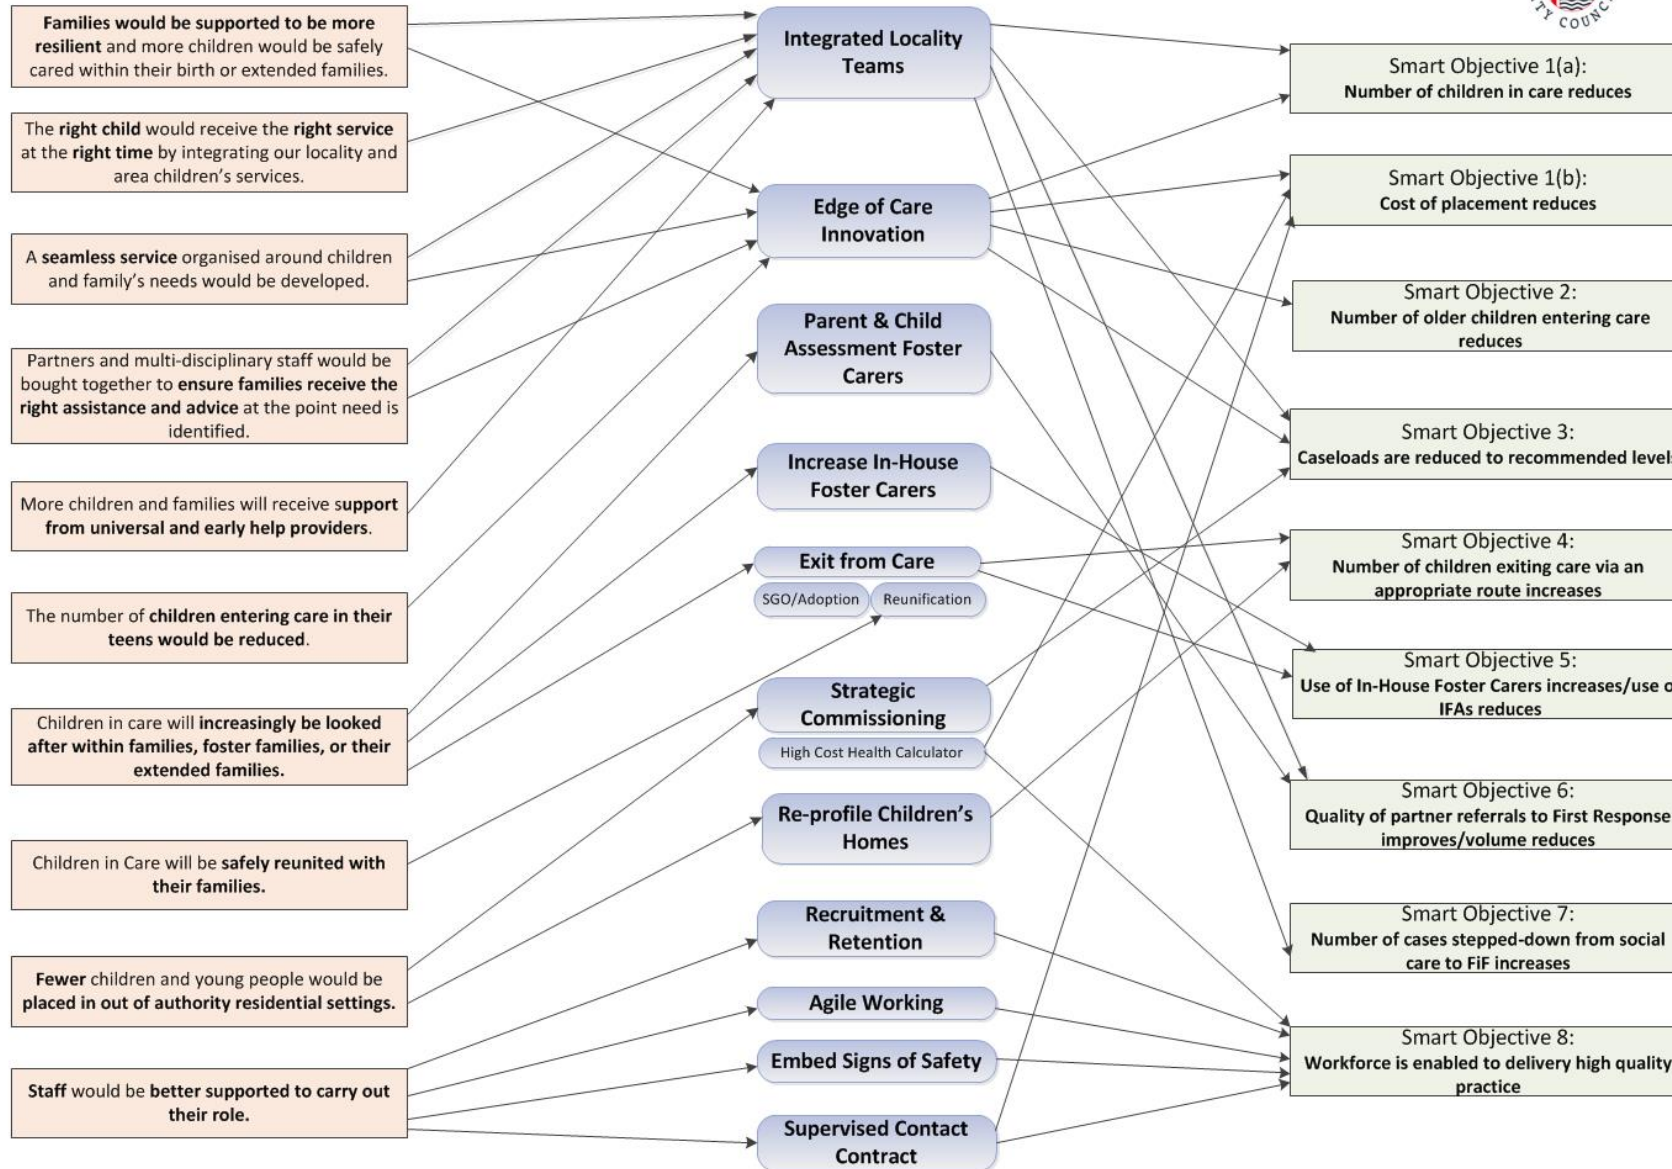 TY COUNC
Families would be supported to be more
resilient and more children would be safely
cared within their birth or extended families.
The right child would receive the right service
at the right time by integrating our locality and
area children's services.
A seamless service organised around children
and family's needs would be developed.
Partners and multi-disciplinary staff would be
bought together to ensure families receive the
right assistance and advice at the point need is
identified.
More children and families will receive support
from universal and early help providers.
The number of children entering care in their
teens would be reduced.
Children in care will increasingly be looked
after within families, foster families, or their
extended families.
Children in Care will be safely reunited with
their families.
Fewer children and young people would be
placed in out of authority residential settings.
Staff would be better supported to carry out
their role.
Integrated Locality
Teams
Edge of Care
Innovation
Parent & Child
Assessment Foster
Carers
Increase In-House
Foster Carers
Exit from Care
SGO/Adoption
Reunification
Strategic
Commissioning
High Cost Health Calculator
Re-profile Children's
Homes
Recruitment &
Retention
Agile Working
Embed Signs of Safety
Supervised Contact
Contract
Smart Objective 1(a):
Number of children in care reduces
Smart Objective 1(b):
Cost of placement reduces
Smart Objective 2:
Number of older children entering care
reduces
Smart Objective 3:
Caseloads are reduced to recommended levels
Smart Objective 4:
Number of children exiting care via an
appropriate route increases
Smart Objective 5:
Use of In-House Foster Carers increases/use o
IFAs reduces
Smart Objective 6:
Quality of partner referrals to First Response
improves/volume reduces
Smart Objective 7:
Number of cases stepped-down from social
care to FiF increases
Smart Objective 8:
Workforce is enabled to delivery high quality
practice